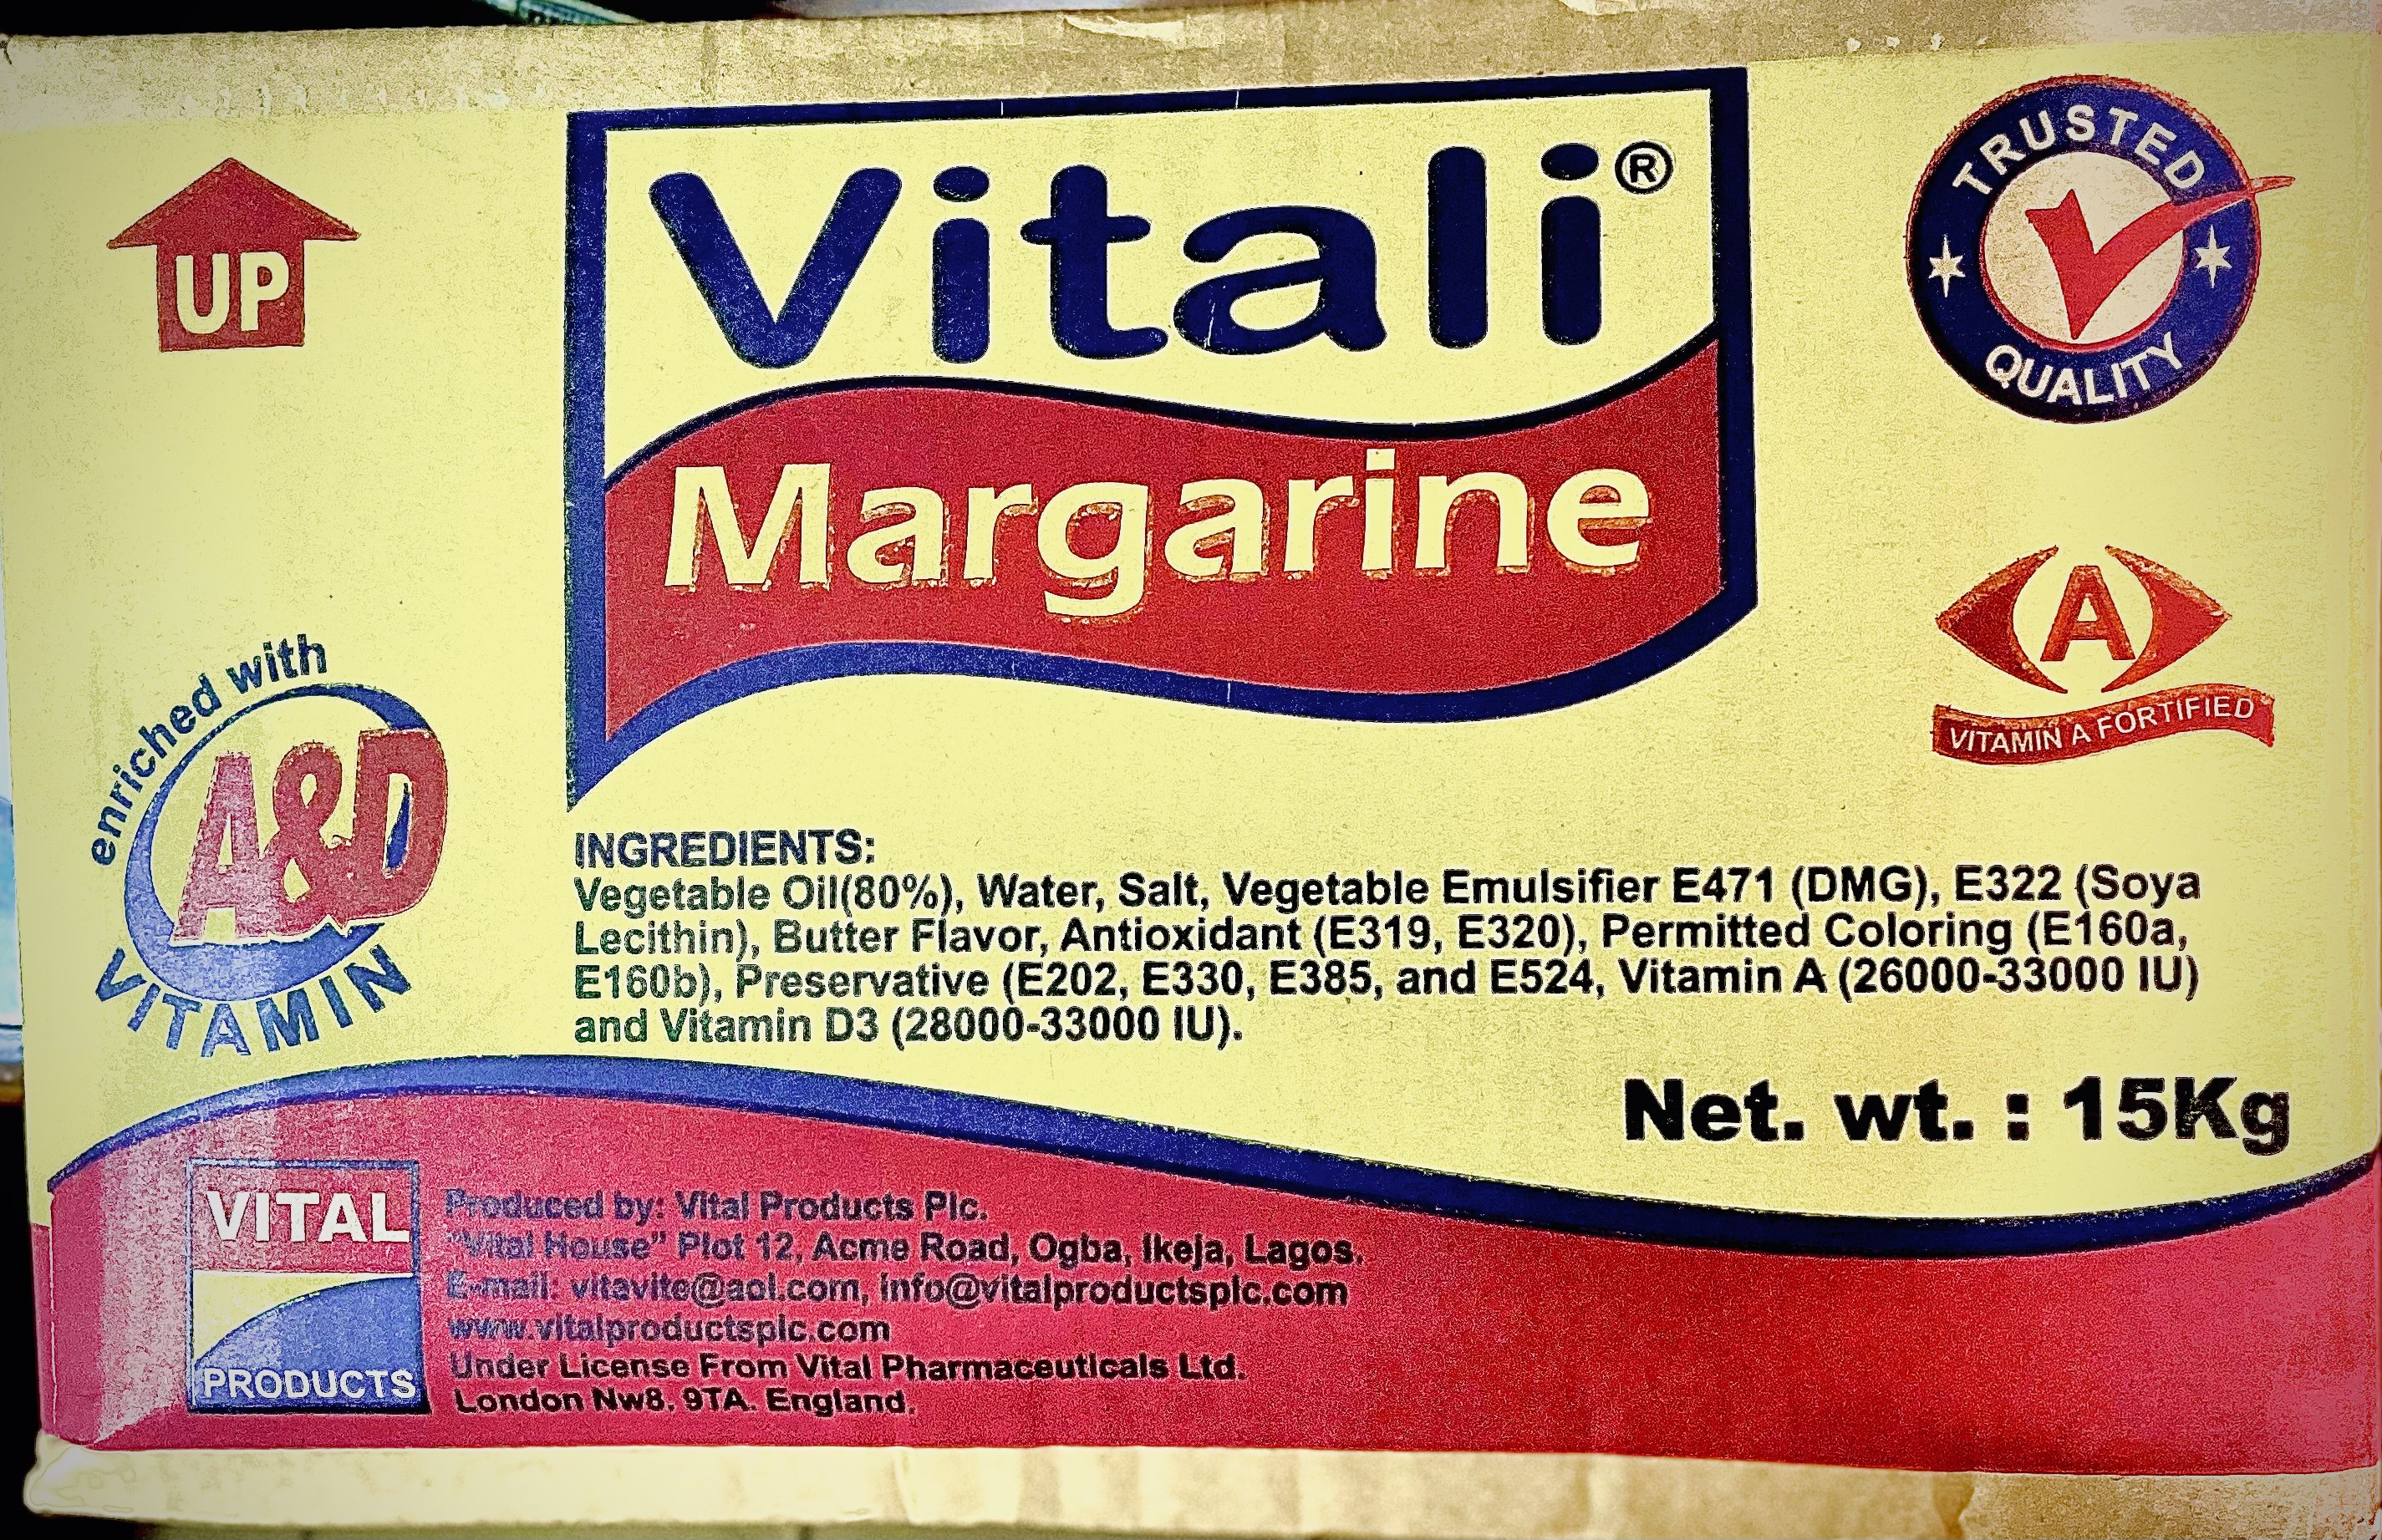 UP
Vitali®
Margarine
TRUSTED
QUALITY
A
VITAMIN A FORTIFIED
enriched with
A&D
VITAMIN
INGREDIENTS:
Vegetable Oil(80%), Water, Salt, Vegetable Emulsifier E471 (DMG), E322 (Soya
Lecithin), Butter Flavor, Antioxidant (E319, E320), Permitted Coloring (E160a,
E160b), Preservative (E202, E330, E385, and E524, Vitamin A (26000-33000 IU)
and Vitamin D3 (28000-33000 IU).
Net. wt. : 15Kg
VITAL
PRODUCTS
Produced by: Vital Products Plc.
"Vital House" Plot 12, Acme Road, Ogba, Ikeja, Lagos.
E-mail: vitavite@aol.com, info@vitalproductsplc.com
www.vitalproductsplc.com
Under License From Vital Pharmaceuticals Ltd.
London Nw8. 9TA. England.